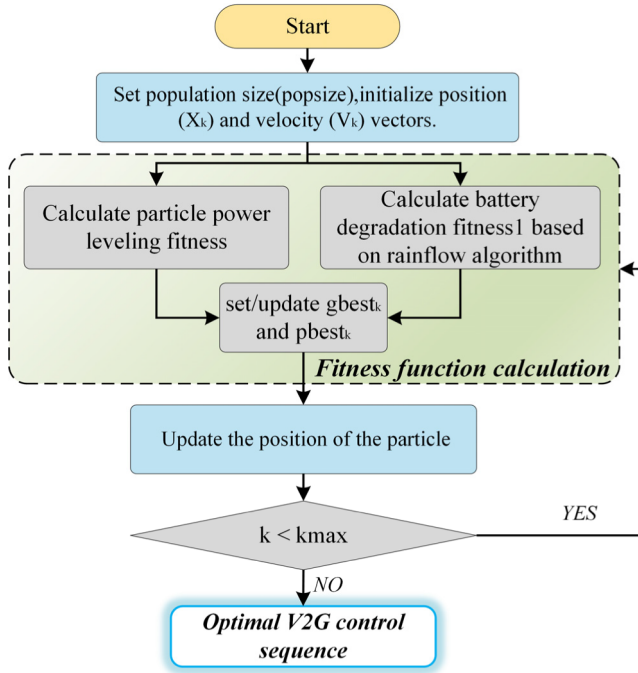 Start
Set population size(popsize),initialize position
(Xₖ) and velocity (Vₖ) vectors.
Calculate particle power
leveling fitness
Calculate battery
degradation fitness1 based
on rainflow algorithm
set/update gbestₖ
and pbestₖ
Fitness function calculation
Update the position of the particle
k < kmax
YES
NO
Optimal V2G control
sequence